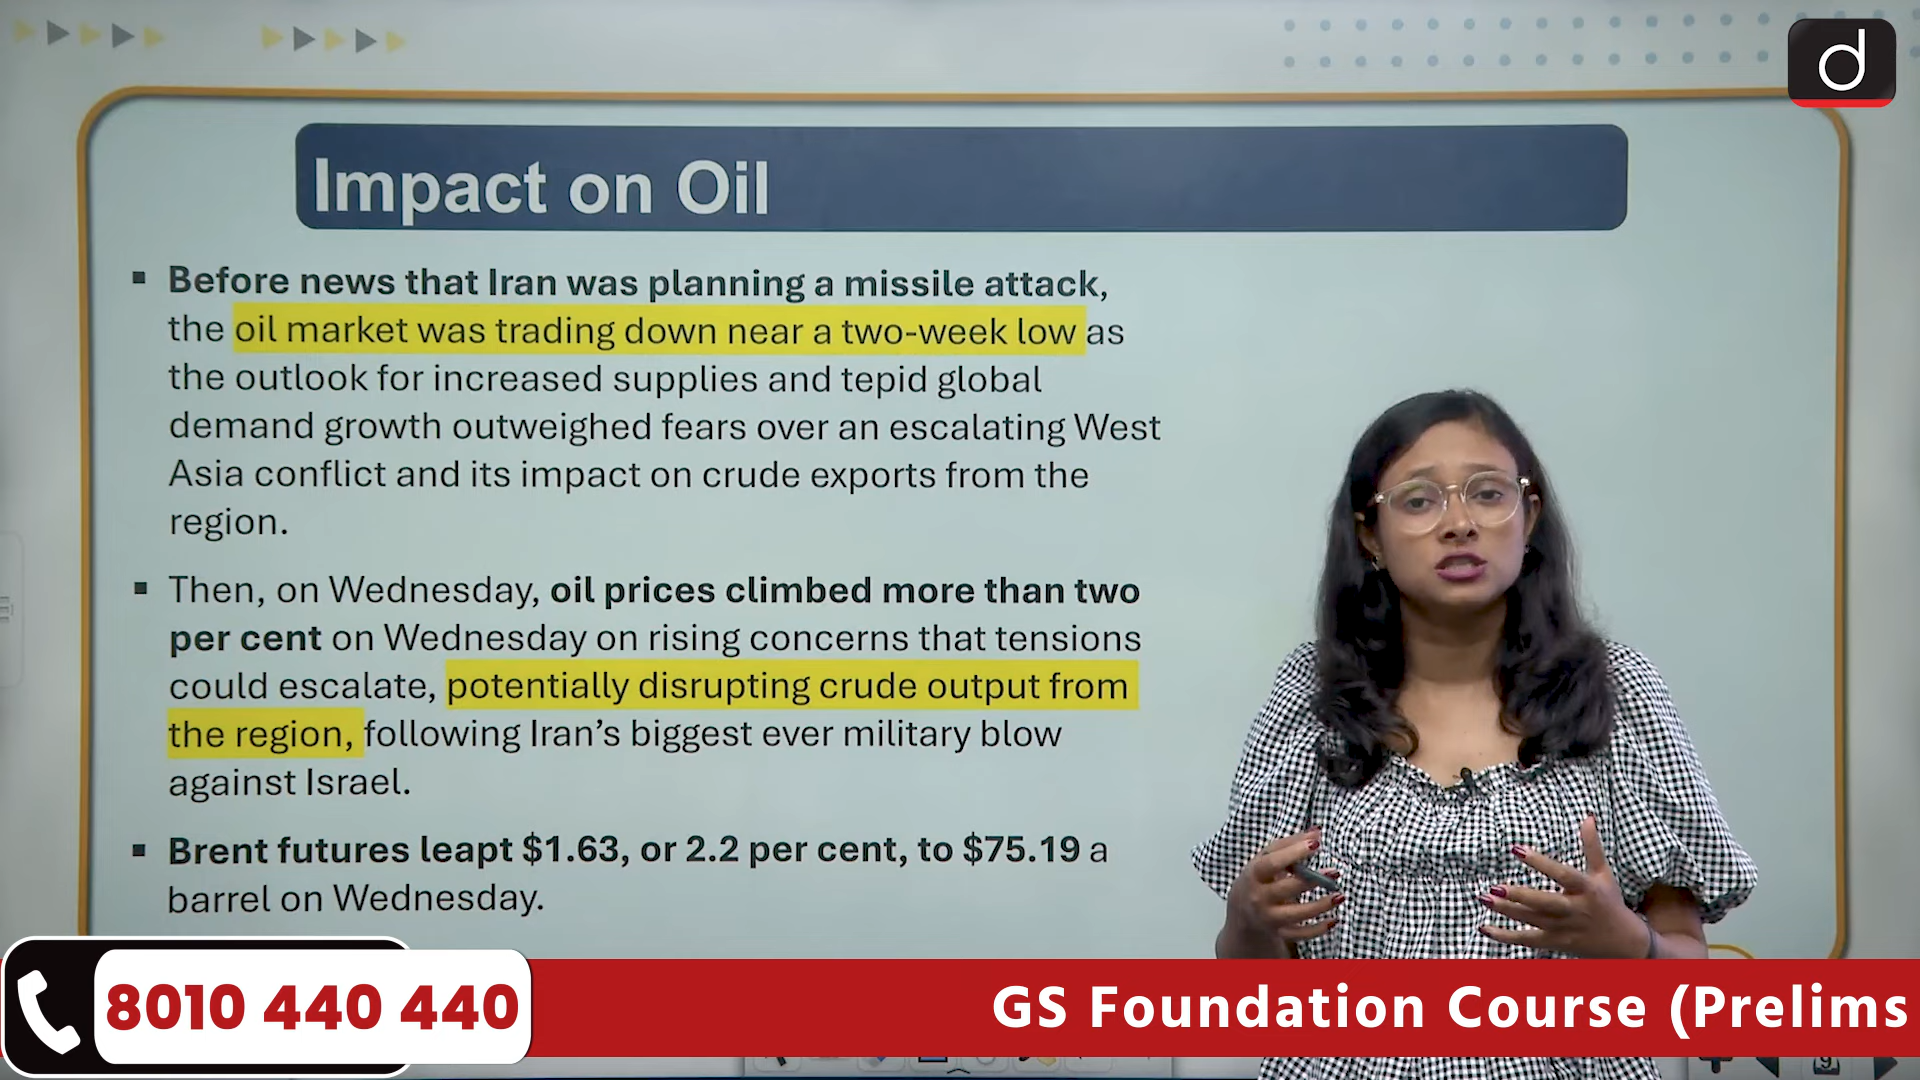 d
Impact on Oil
▪ Before news that Iran was planning a missile attack,
the oil market was trading down near a two-week low as
the outlook for increased supplies and tepid global
demand growth outweighed fears over an escalating West
Asia conflict and its impact on crude exports from the
region.
▪ Then, on Wednesday, oil prices climbed more than two
per cent on Wednesday on rising concerns that tensions
could escalate, potentially disrupting crude output from
the region, following Iran’s biggest ever military blow
against Israel.
▪ Brent futures leapt $1.63, or 2.2 per cent, to $75.19 a
barrel on Wednesday.
8010 440 440
GS Foundation Course (Prelims
9